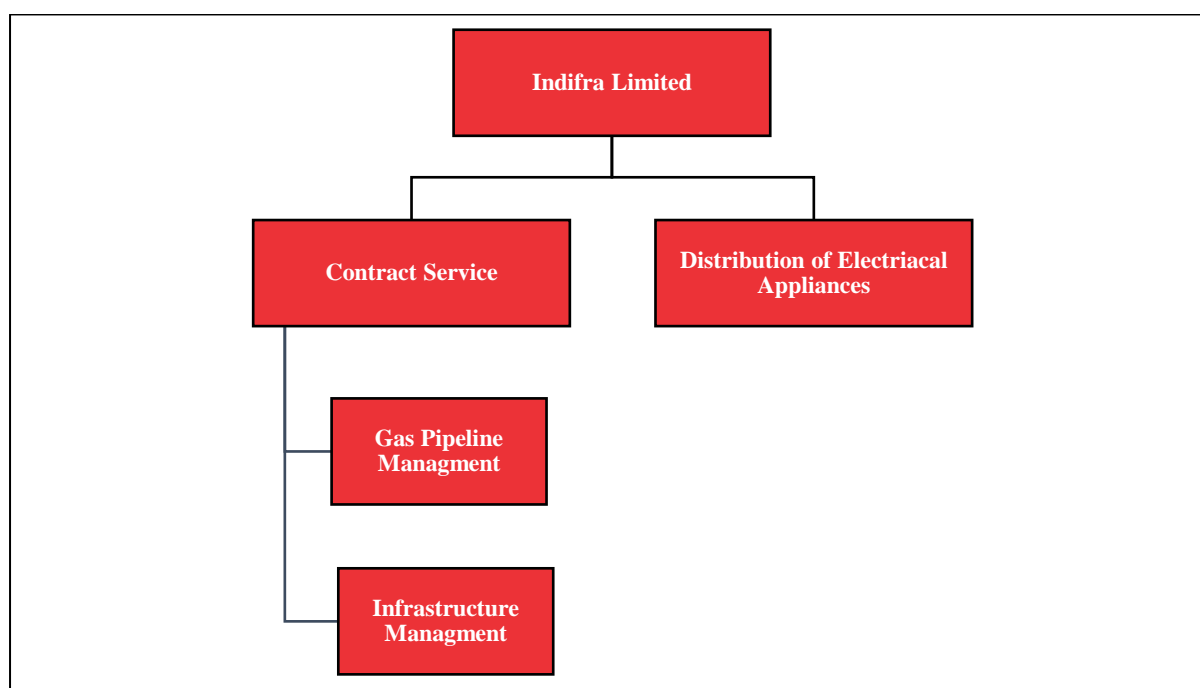 Indifra Limited
Contract Service
Distribution of Electriacal
Appliances
Gas Pipeline
Managment
Infrastructure
Managment